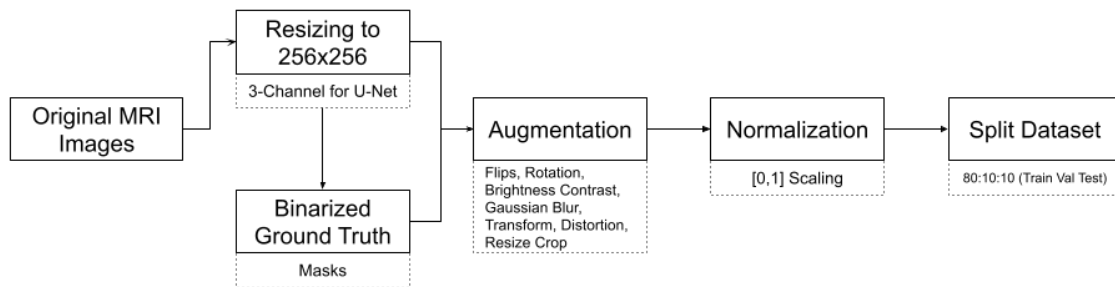 Original MRI
Images
Resizing to
256x256
3-Channel for U-Net
Binarized
Ground Truth
Masks
Augmentation
Flips, Rotation,
Brightness Contrast,
Gaussian Blur,
Transform, Distortion,
Resize Crop
Normalization
[0,1] Scaling
Split Dataset
80:10:10 (Train Val Test)